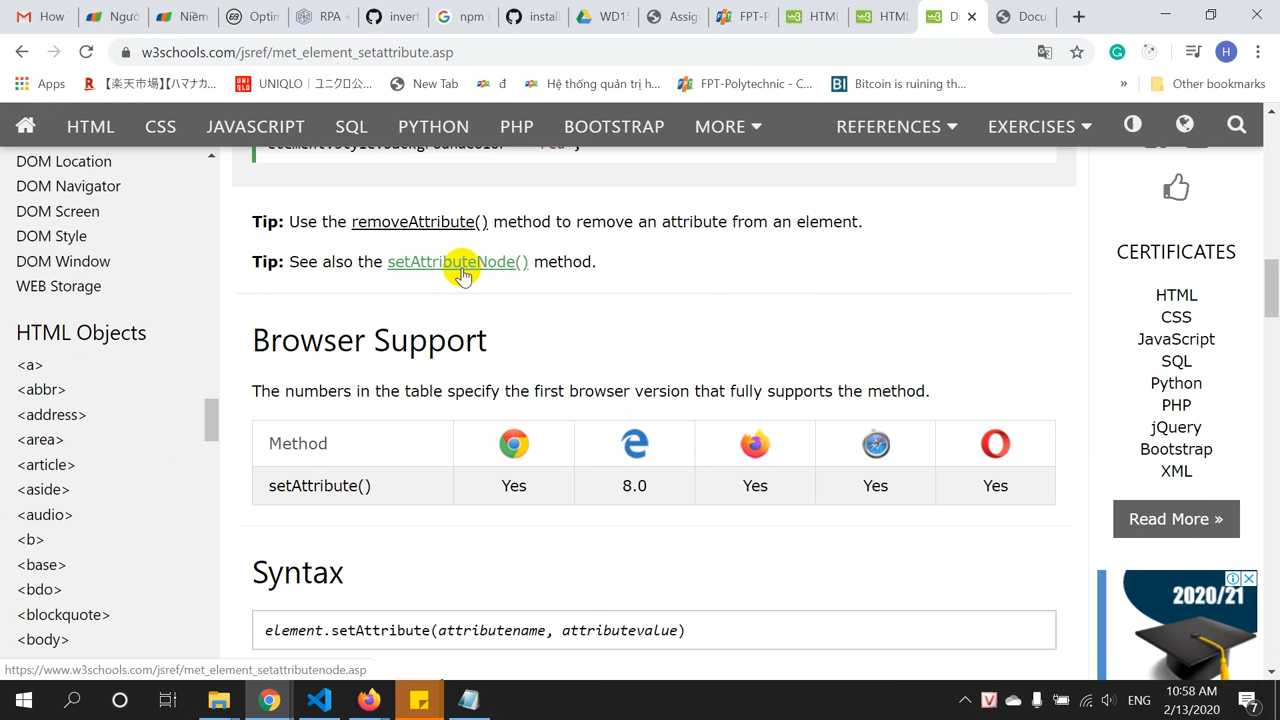 How
Ngườ
Niềm
Optin
RPA +
invert
npm i
install
WD15
Assig
FPT-P
HTML
HTML
Docu
w3schools.com/jsref/met_element_setattribute.asp
H
Apps
【楽天市場】【ハマナカ...
UNIQLO｜ユニクロ公...
New Tab
đ
Hệ thống quản trị h...
FPT-Polytechnic - C...
Bitcoin is ruining th...
»
Other bookmarks
HTML
CSS
JAVASCRIPT
SQL
PYTHON
PHP
BOOTSTRAP
MORE
REFERENCES
EXERCISES
DOM Location
DOM Navigator
DOM Screen
DOM Style
DOM Window
WEB Storage
HTML Objects
<a>
<abbr>
<address>
<area>
<article>
<aside>
<audio>
<b>
<base>
<bdo>
<blockquote>
<body>
Tip: Use the removeAttribute() method to remove an attribute from an element.
Tip: See also the setAttributeNode() method.
Browser Support
The numbers in the table specify the first browser version that fully supports the method.
Method
setAttribute() Yes 8.0 Yes Yes Yes
Syntax
element.setAttribute(attributename, attributevalue)
CERTIFICATES
HTML
CSS
JavaScript
SQL
Python
PHP
jQuery
Bootstrap
XML
Read More »
2020/21
https://www.w3schools.com/jsref/met_element_setattributenode.asp
ENG
10:58 AM
2/13/2020
7